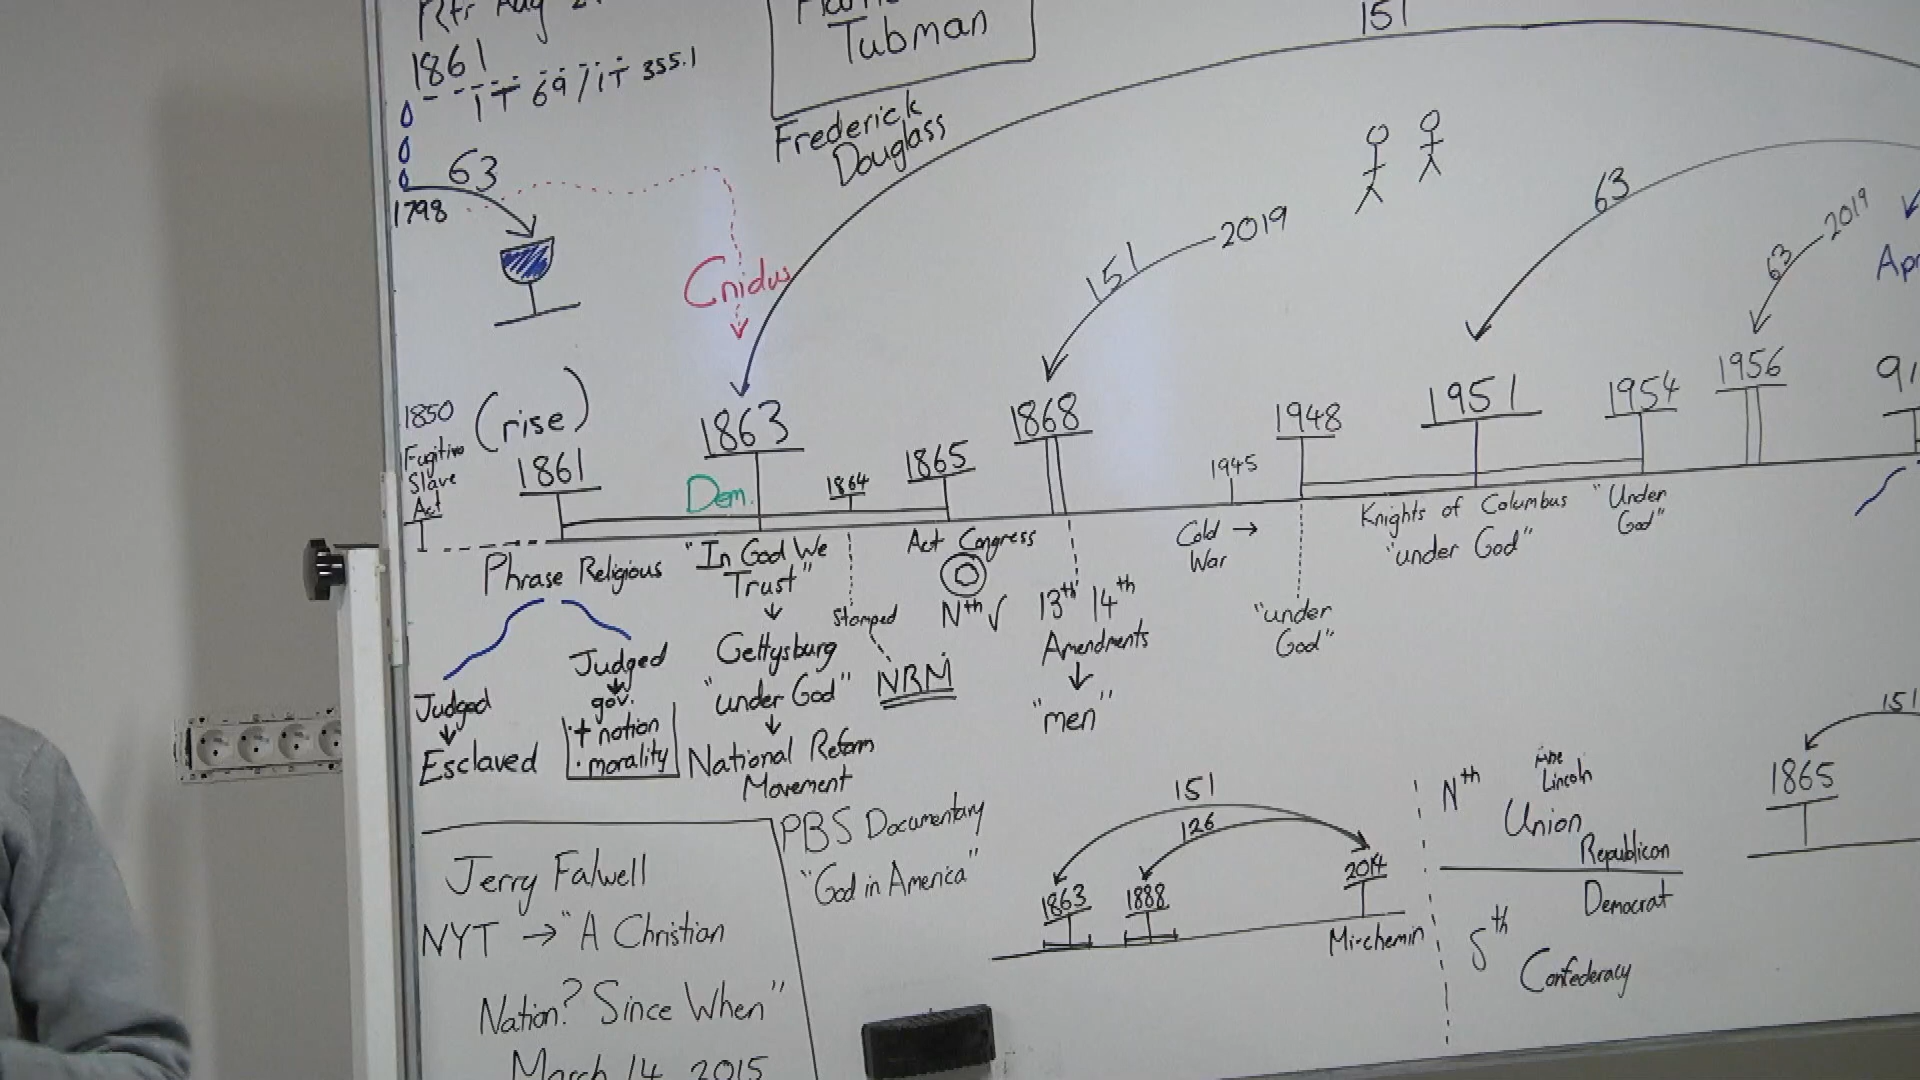 1861
1T 69/1T 355.1
63
1798
Tubman
Frederick
Douglass
151
Cnidus
151
2019
63
63
2019
1850
Fugitive
Slave
Act
(rise)
1861
1863
Dem.
1864
1865
1868
1945
1948
1951
1954
1956
Phrase Religious
"In God We
Trust"
Act Congress
Cold →
War
Knights of Columbus
"under God"
"Under
God"
Judged
Esclaved
Judged
gov.
+ nation
· morality
Gettysburg
"under God"
National Reform
Movement
Stamped
NRM
Nth √
13th 14th
Amendments
"men"
"under
God"
Jerry Falwell
NYT → "A Christian
Nation? Since When"
March 14, 2015
PBS Documentary
"God in America"
151
126
1863
1888
2014
Mi-chemin
Nth
Abe
Lincoln
Union
Republican
Democrat
Sth
Confederacy
151
1865